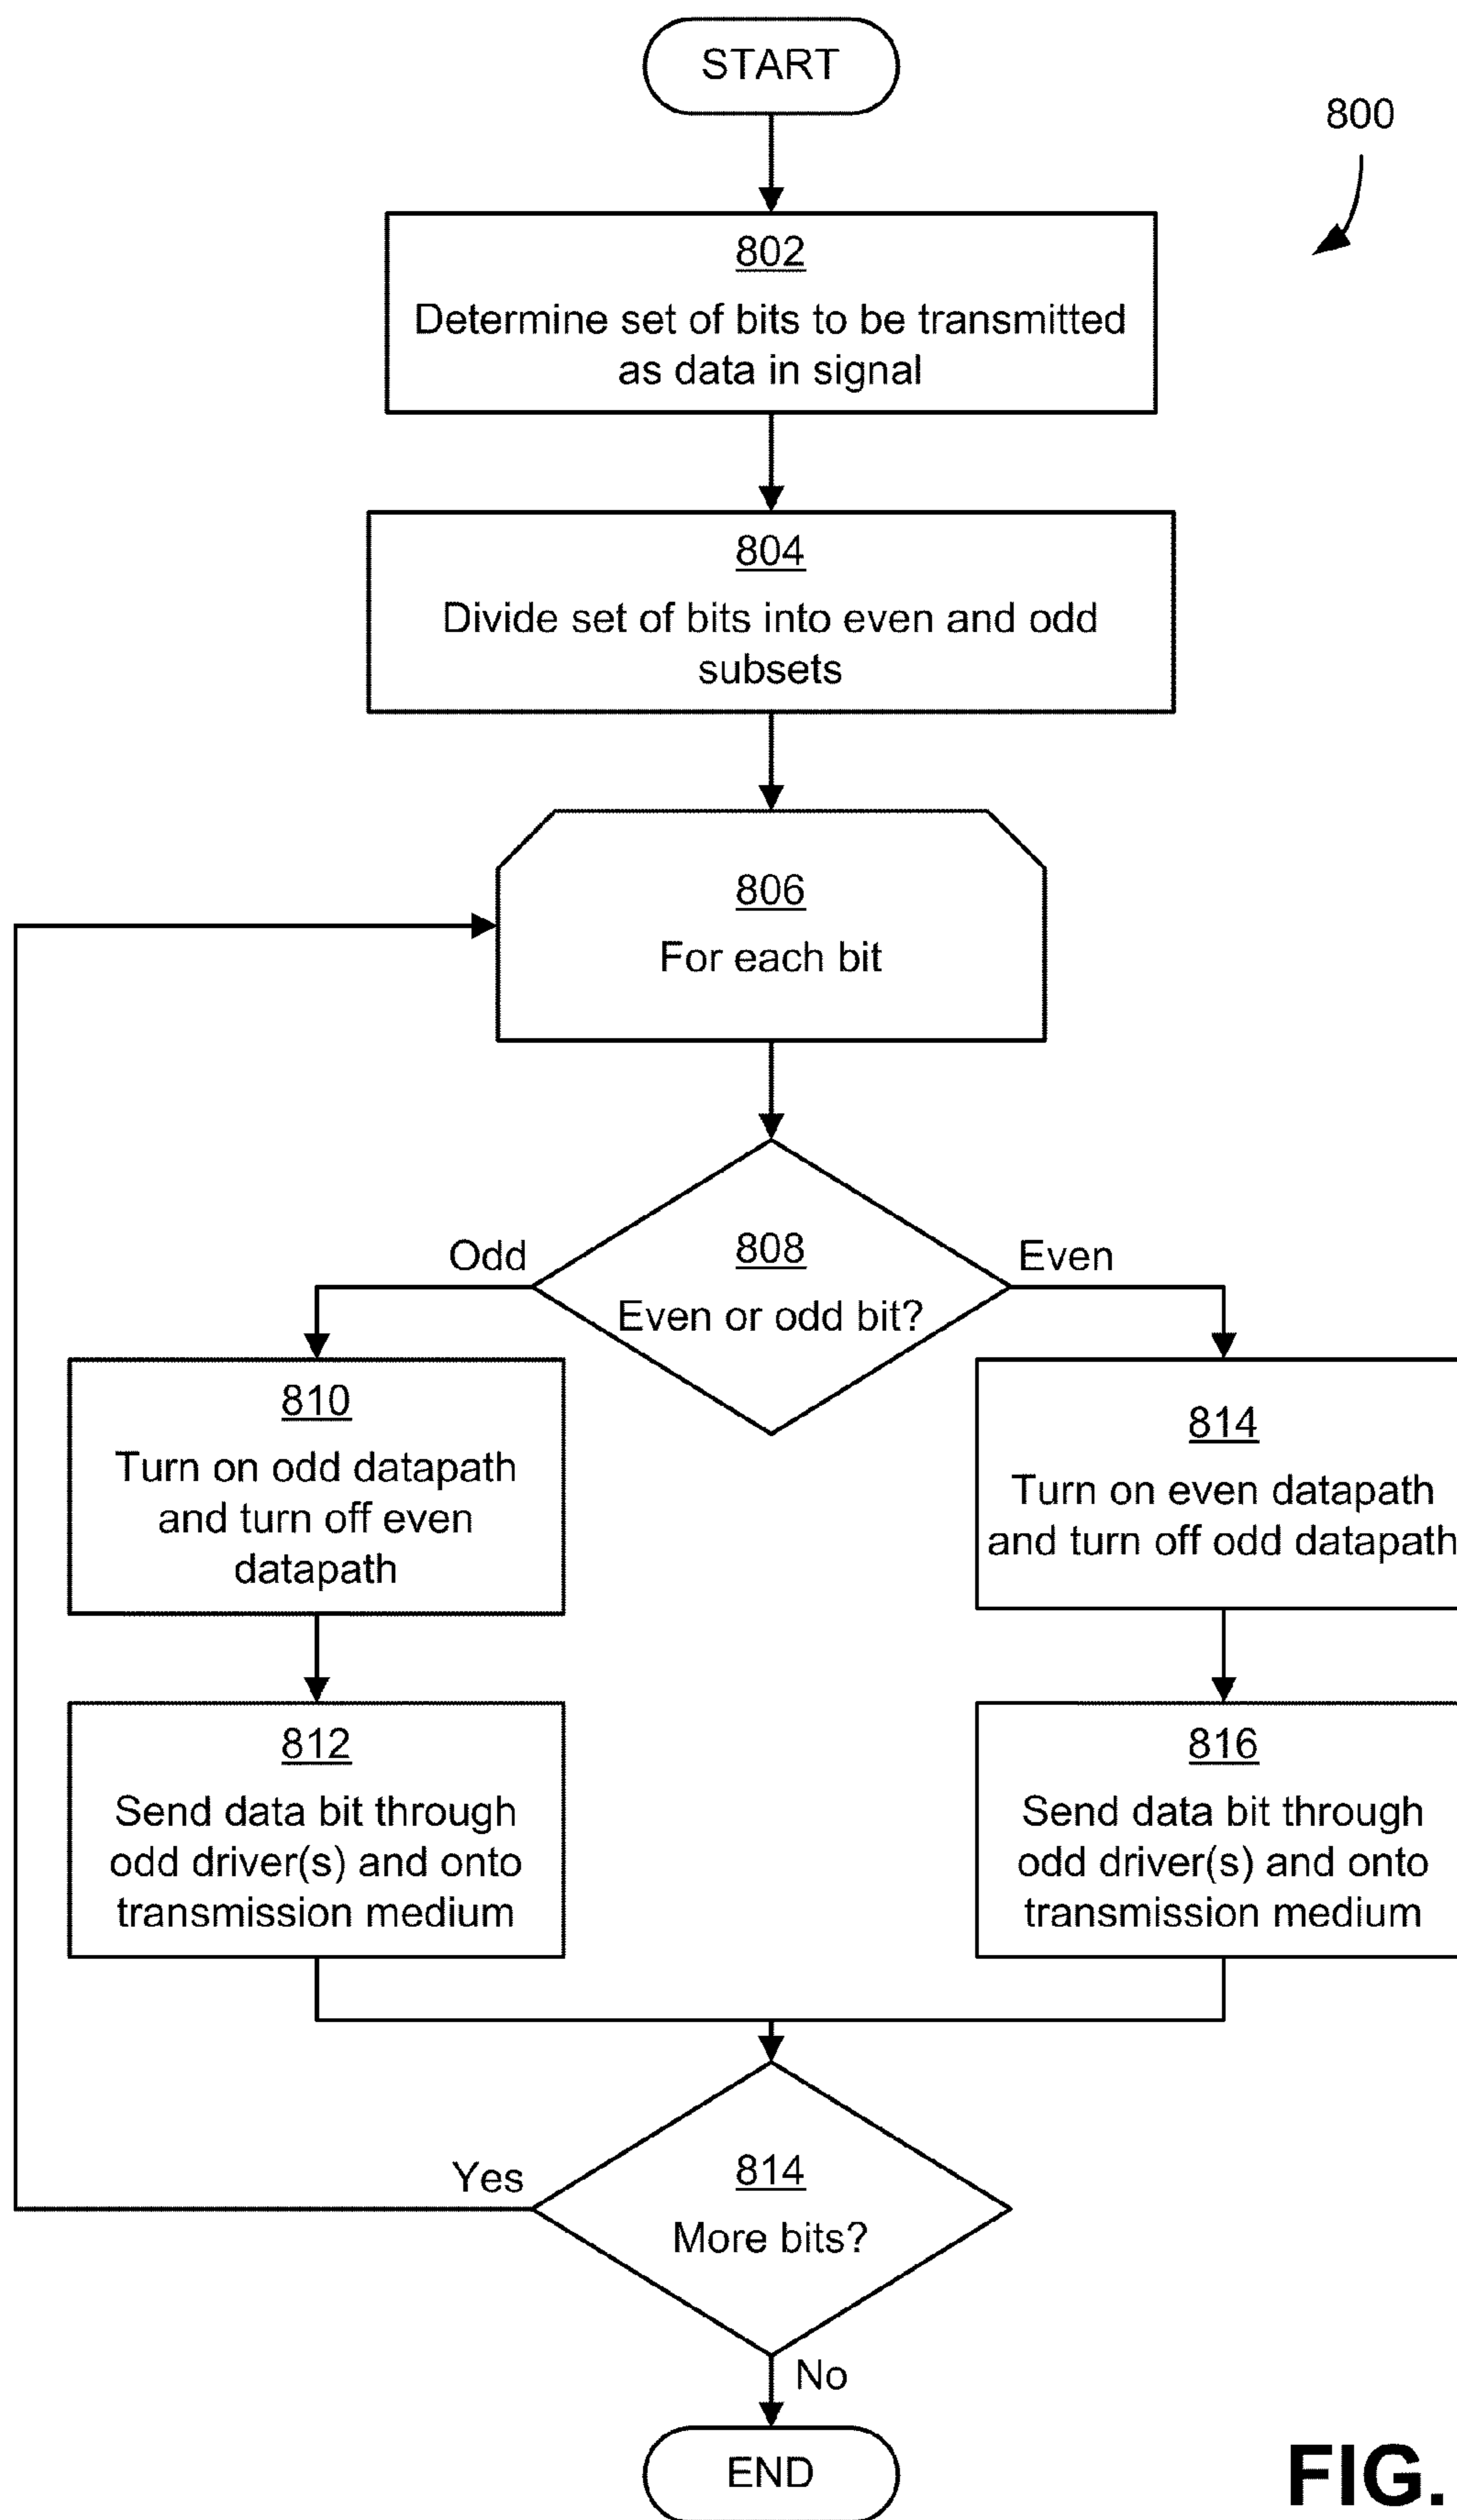 START
800
802
Determine set of bits to be transmitted
as data in signal
804
Divide set of bits into even and odd
subsets
806
For each bit
Odd
808
Even or odd bit?
Even
810
Turn on odd datapath
and turn off even
datapath
814
Turn on even datapath
and turn off odd datapath
812
Send data bit through
odd driver(s) and onto
transmission medium
816
Send data bit through
odd driver(s) and onto
transmission medium
Yes
814
More bits?
No
END
FIG.